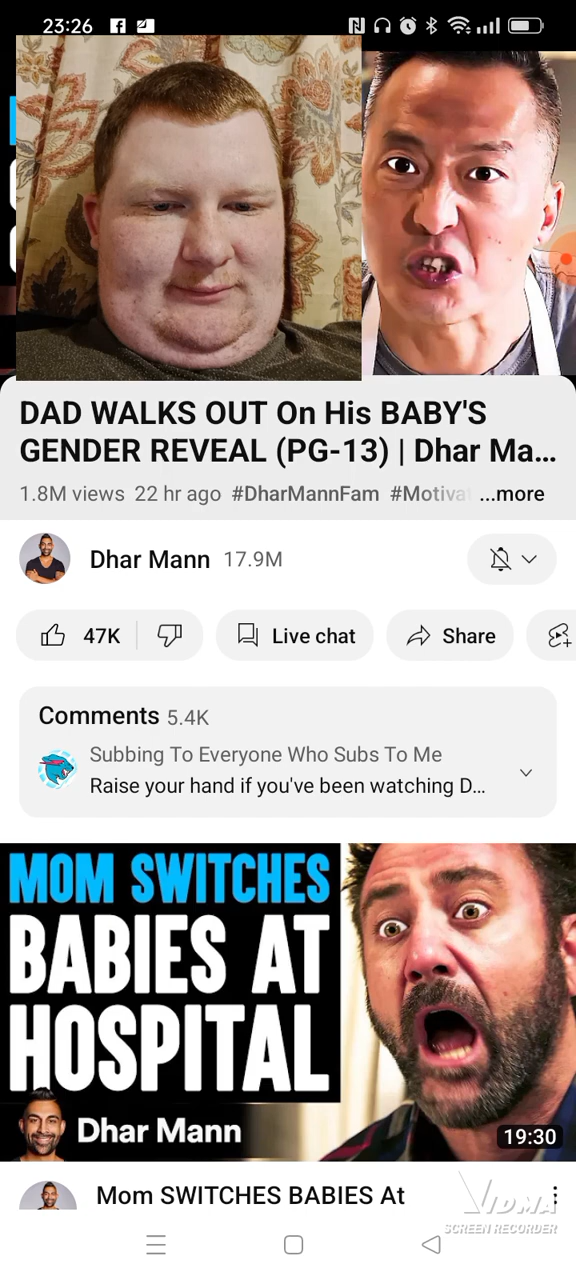 23:26
DAD WALKS OUT On His BABY'S
GENDER REVEAL (PG-13) | Dhar Ma...
1.8M views 22 hr ago #DharMannFam #Motiva ...more
Dhar Mann 17.9M
47K Live chat Share
Comments 5.4K
Subbing To Everyone Who Subs To Me
Raise your hand if you've been watching D...
MOM SWITCHES
BABIES AT
HOSPITAL
Dhar Mann
19:30
Mom SWITCHES BABIES At
VIDMA
SCREEN RECORDER